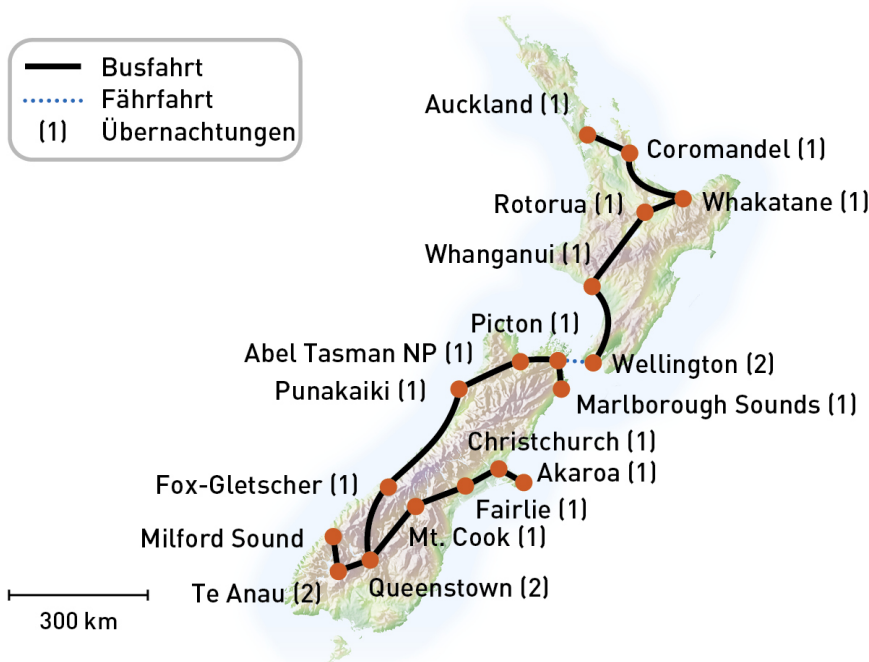 Busfahrt
Fährfahrt
(1) Übernachtungen
Auckland (1)
Coromandel (1)
Rotorua (1)
Whakatane (1)
Whanganui (1)
Picton (1)
Abel Tasman NP (1)
Wellington (2)
Punakaiki (1)
Marlborough Sounds (1)
Christchurch (1)
Akaroa (1)
Fox-Gletscher (1)
Fairlie (1)
Milford Sound
Mt. Cook (1)
Te Anau (2)
Queenstown (2)
300 km